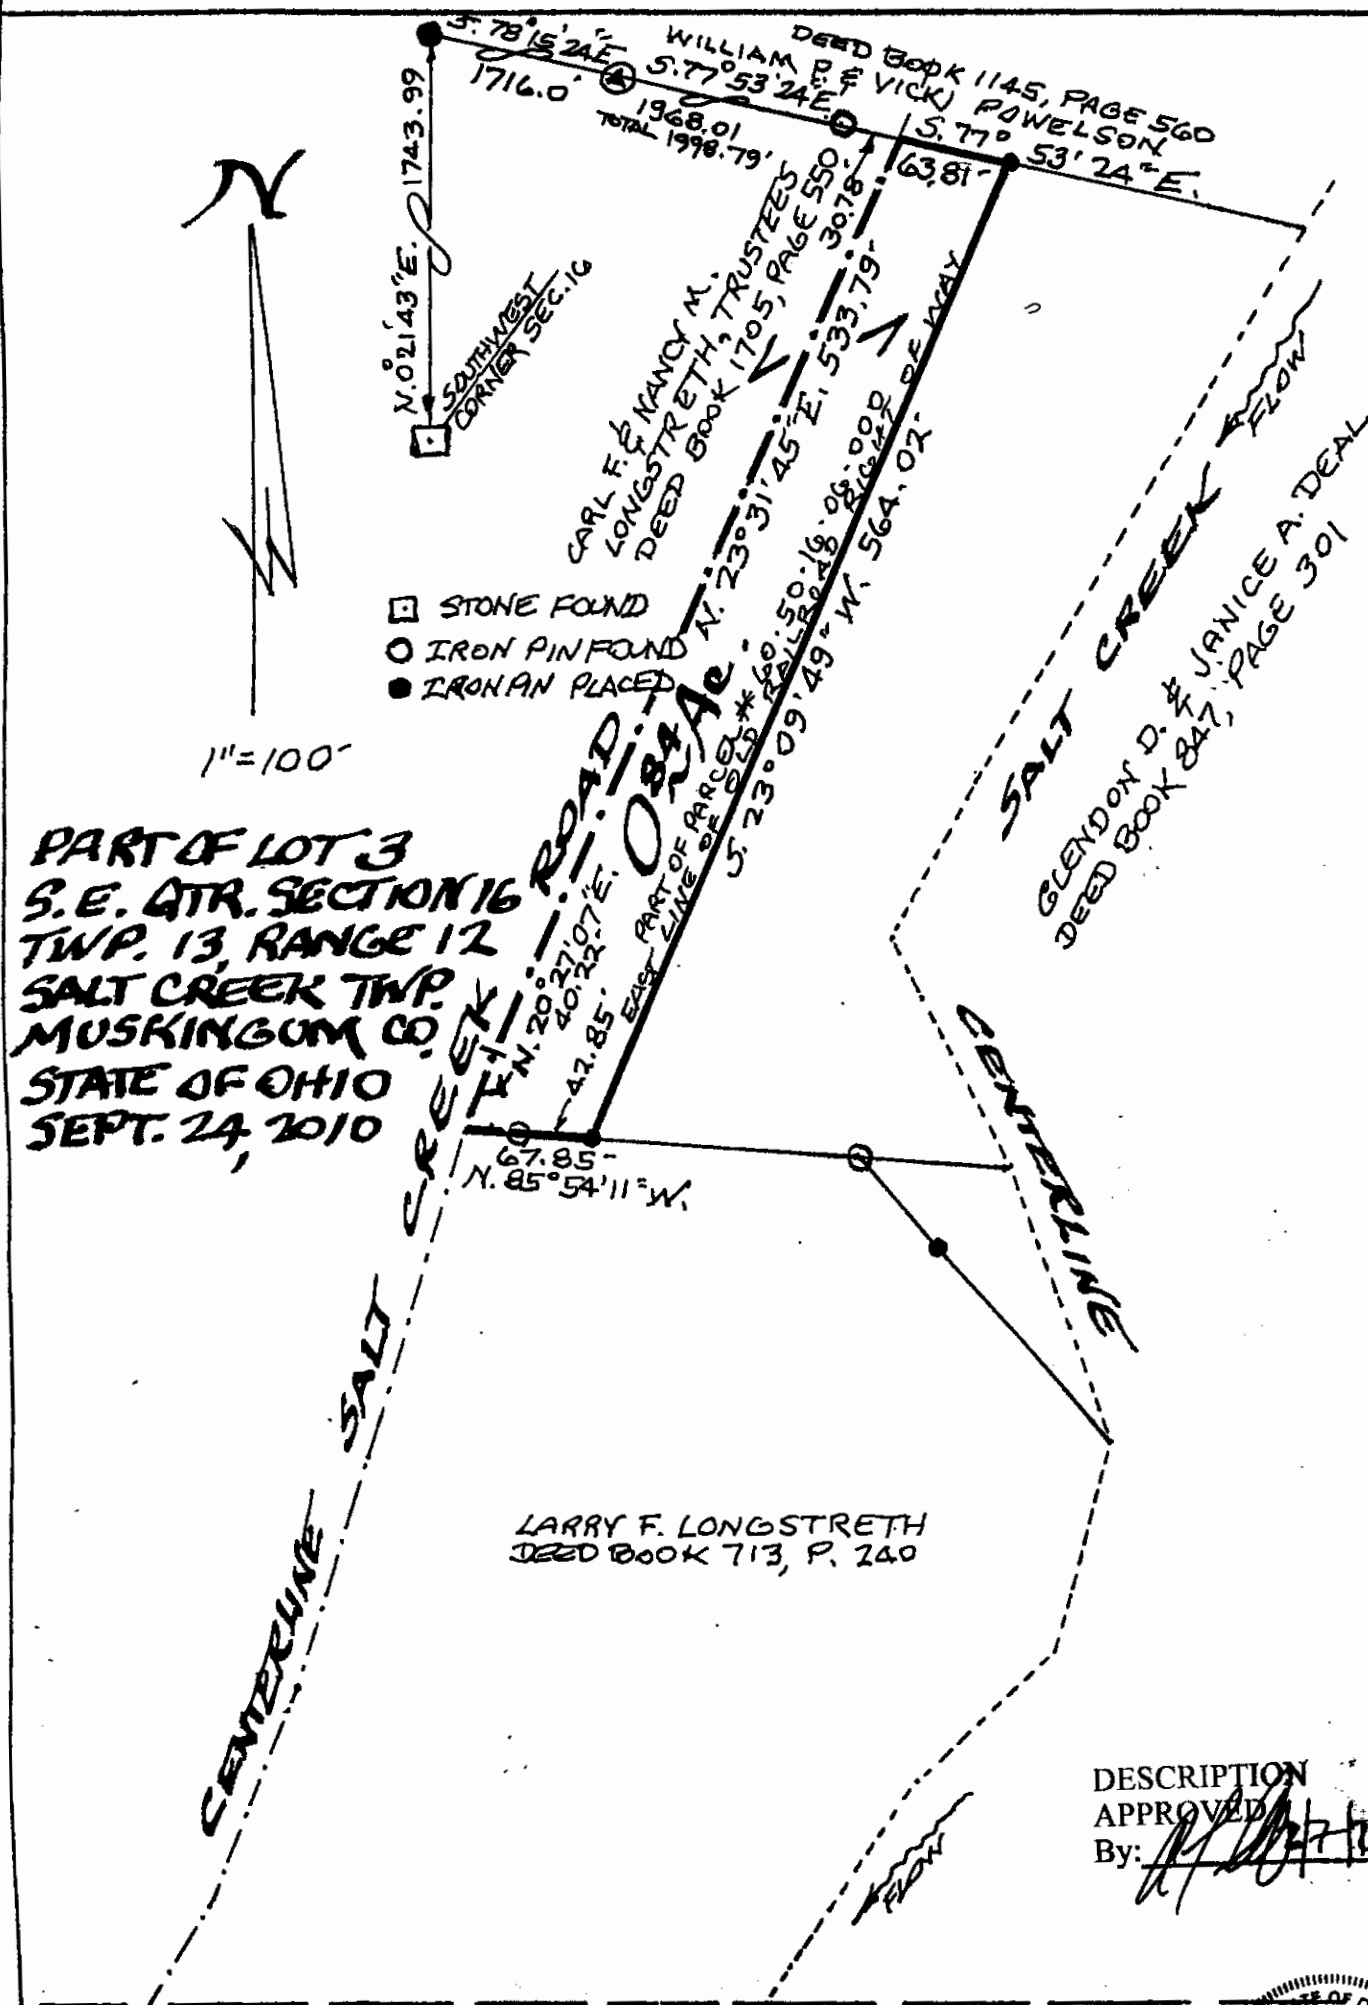 S. 78°15'24"E.
1716.0'
S. 77°53'24"E.
1968.01
TOTAL 1998.79'
DEED BOOK 1145, PAGE 560
WILLIAM P. & VICKI POWELSON
S. 77° 53'24"E.
63.81'
30.78
N
1743.99
N. 0°21'43"E.
SOUTHWEST
CORNER SEC. 16
CARL F. & NANCY M.
LONGSTRETH, TRUSTEES
DEED BOOK 1705, PAGE 550.
N. 23°31'45"E. 533.79'
0.84 Ac.
PART OF PARCEL # 60-50-16-06-000
EAST LINE OF OLD RAILROAD RIGHT OF WAY
S. 23°09'49"W. 564.02'
FLOW
SALT CREEK
GLENDON D. & JANICE A. DEAL
DEED BOOK 847, PAGE 301
STONE FOUND
IRON PIN FOUND
IRON PIN PLACED
1"=100'
PART OF LOT 3
S.E. QTR. SECTION 16
TWP. 13, RANGE 12
SALT CREEK TWP.
MUSKINGUM CO.
STATE OF OHIO
SEPT. 24, 2010
N. 20°27'07"E.
40.22'
42.85'
67.85'
N. 85°54'11"W.
CENTERLINE
CENTERLINE SALT CREEK ROAD
LARRY F. LONGSTRETH
DEED BOOK 713, P. 240
FLOW
DESCRIPTION
APPROVED
By: